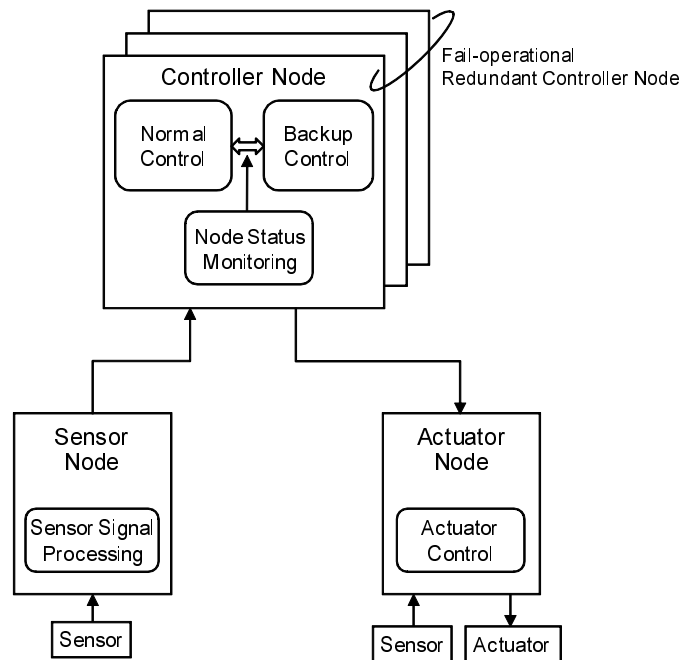 Fail-operational
Redundant Controller Node
Controller Node
Normal
Control
Backup
Control
Node Status
Monitoring
Sensor
Node
Sensor Signal
Processing
Sensor
Actuator
Node
Actuator
Control
Sensor
Actuator